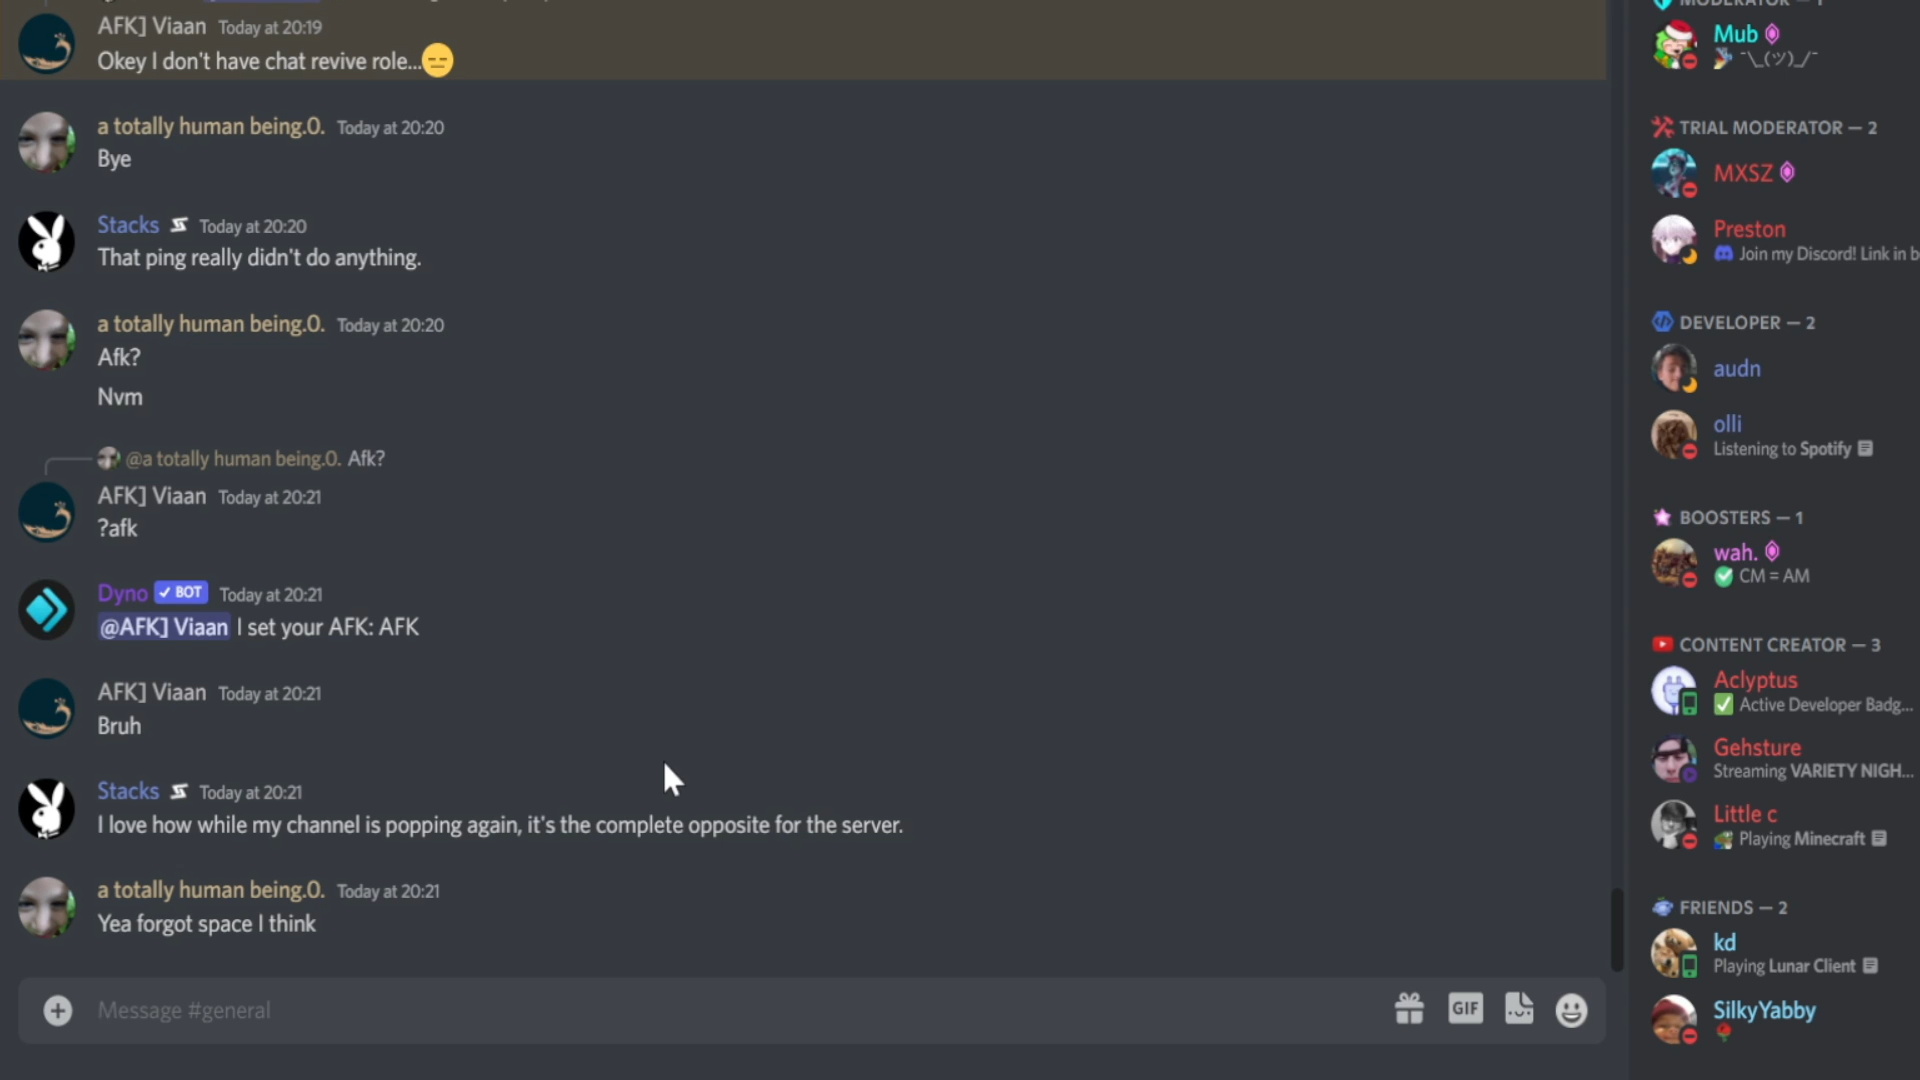 AFK] Viaan Today at 20:19
Okey I don't have chat revive role...
a totally human being.0. Today at 20:20
Bye
Stacks Today at 20:20
That ping really didn't do anything.
a totally human being.0. Today at 20:20
Afk?
Nvm
@a totally human being.0. Afk?
AFK] Viaan Today at 20:21
?afk
Dyno BOT Today at 20:21
@AFK] Viaan I set your AFK: AFK
AFK] Viaan Today at 20:21
Bruh
Stacks Today at 20:21
I love how while my channel is popping again, it's the complete opposite for the server.
a totally human being.0. Today at 20:21
Yea forgot space I think
Message #general
GIF
MODERATOR — 1
Mub
¯\_(ツ)_/¯
TRIAL MODERATOR — 2
MXSZ
Preston
Join my Discord! Link in b
DEVELOPER — 2
audn
olli
Listening to Spotify
BOOSTERS — 1
wah.
CM = AM
CONTENT CREATOR — 3
Aclyptus
Active Developer Badg...
Gehsture
Streaming VARIETY NIGH...
Little c
Playing Minecraft
FRIENDS — 2
kd
Playing Lunar Client
SilkyYabby